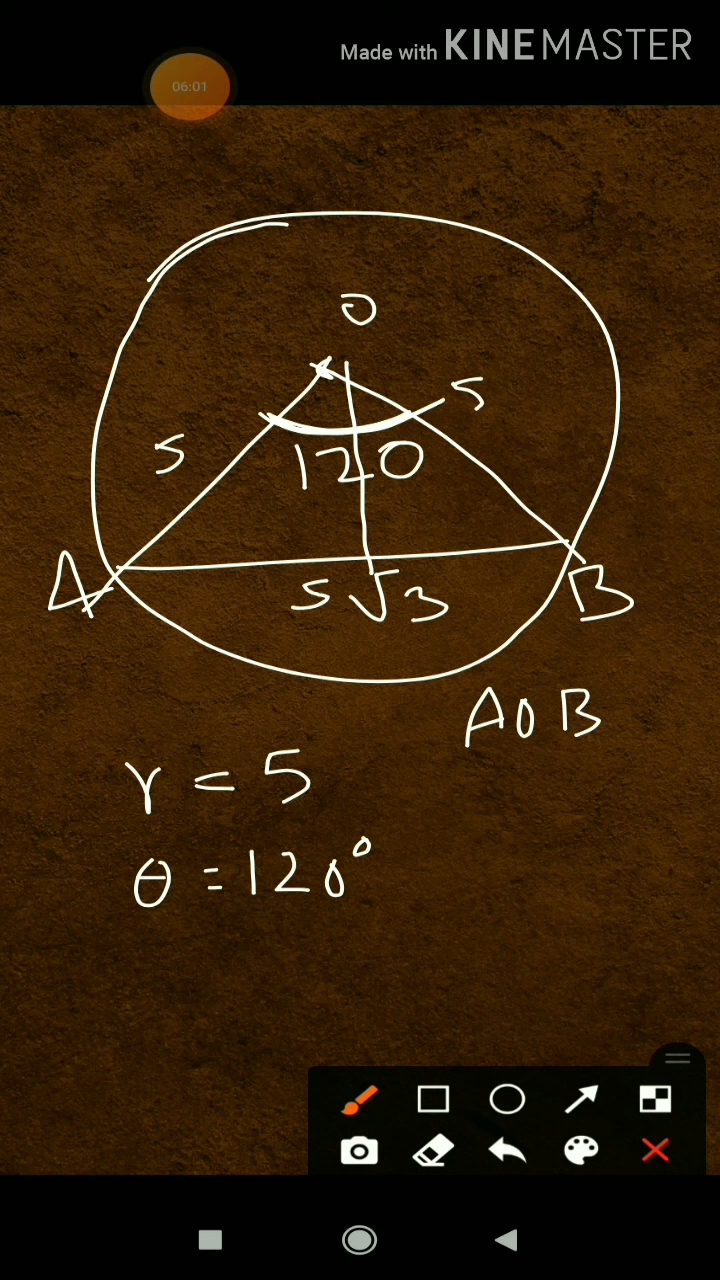 Made with KINEMASTER
06:01
O
5
5
120
A
5√3
B
AOB
r = 5
θ = 120°